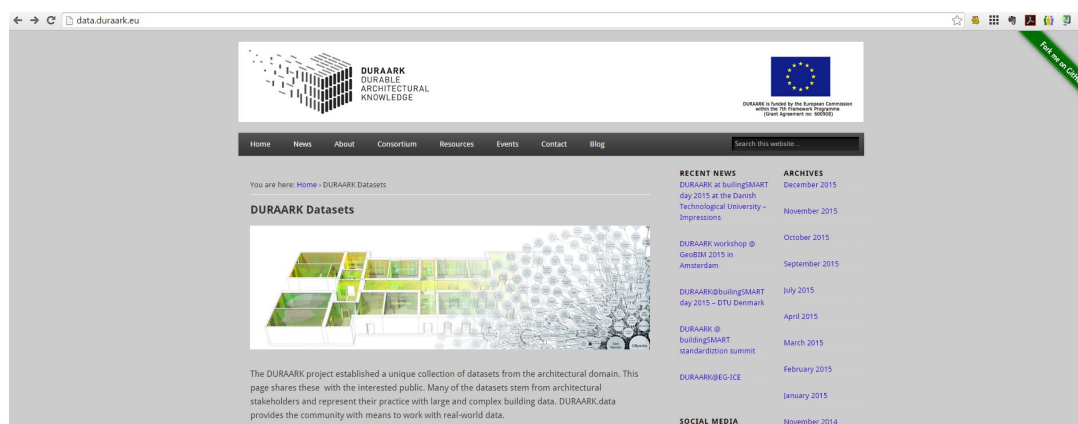 data.duraark.eu
Fork me on GitHu
DURAARK
DURABLE
ARCHITECTURAL
KNOWLEDGE
DURAARK is funded by the European Commission
within the 7th Framework Programme
(Grant Agreement no: 600908)
Home News About Consortium Resources Events Contact Blog
Search this website...
You are here: Home › DURAARK Datasets
DURAARK Datasets
The DURAARK project established a unique collection of datasets from the architectural domain. This
page shares these with the interested public. Many of the datasets stem from architectural
stakeholders and represent their practice with large and complex building data. DURAARK.data
provides the community with means to work with real-world data.
RECENT NEWS
DURAARK at builingSMART
day 2015 at the Danish
Technological University –
Impressions
DURAARK workshop @
GeoBIM 2015 in
Amsterdam
DURAARK@builingSMART
day 2015 – DTU Denmark
DURAARK @
buildingSMART
standardiztion summit
DURAARK@EG-ICE
SOCIAL MEDIA
ARCHIVES
December 2015
November 2015
October 2015
September 2015
July 2015
April 2015
March 2015
February 2015
January 2015
November 2014